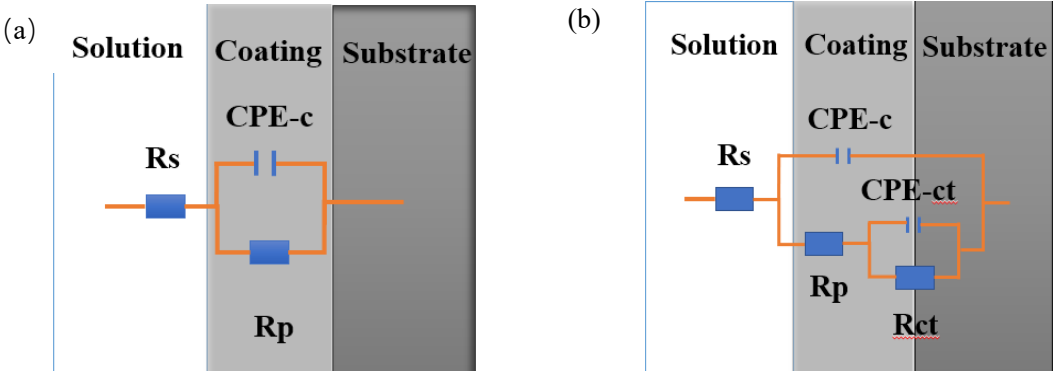 (a)
Solution
Coating
Substrate
CPE-c
Rs
Rp
(b)
Solution
Coating
Substrate
CPE-c
Rs
CPE-ct
Rp
Rct